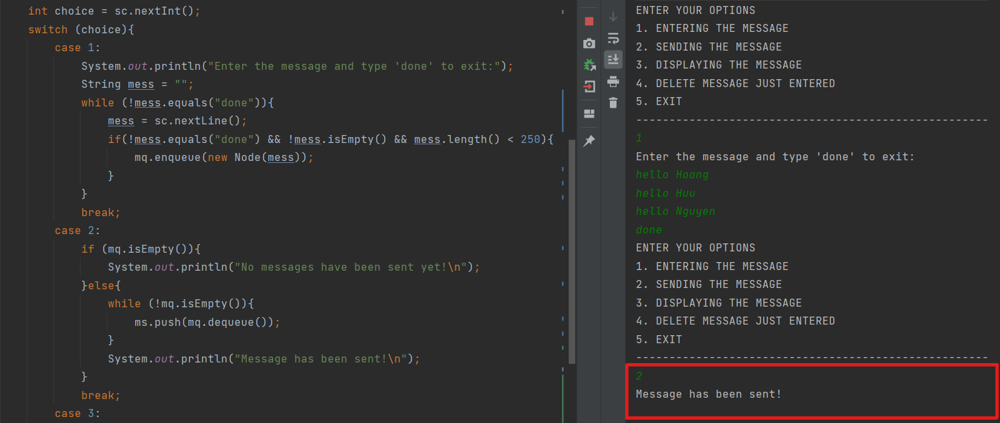 int choice = sc.nextInt();
switch (choice){
case 1:
System.out.println("Enter the message and type 'done' to exit:");
String mess = "";
while (!mess.equals("done")){
mess = sc.nextLine();
if(!mess.equals("done") && !mess.isEmpty() && mess.length() < 250){
mq.enqueue(new Node(mess));
}
}
break;
case 2:
if (mq.isEmpty()){
System.out.println("No messages have been sent yet!\n");
}else{
while (!mq.isEmpty()){
ms.push(mq.dequeue());
}
System.out.println("Message has been sent!\n");
}
break;
case 3:
ENTER YOUR OPTIONS
1. ENTERING THE MESSAGE
2. SENDING THE MESSAGE
3. DISPLAYING THE MESSAGE
4. DELETE MESSAGE JUST ENTERED
5. EXIT
-----------------------------------------------------
1
Enter the message and type 'done' to exit:
hello Hoang
hello Huu
hello Nguyen
done
ENTER YOUR OPTIONS
1. ENTERING THE MESSAGE
2. SENDING THE MESSAGE
3. DISPLAYING THE MESSAGE
4. DELETE MESSAGE JUST ENTERED
5. EXIT
-----------------------------------------------------
2
Message has been sent!